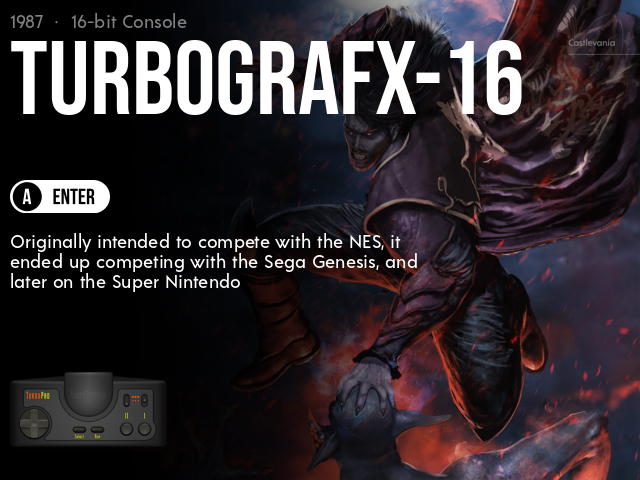 1987 · 16-bit Console
Castlevania
TURBOGRAFX-16
A ENTER
Originally intended to compete with the NES, it
ended up competing with the Sega Genesis, and
later on the Super Nintendo
TURBOPAD
II I
Select Run